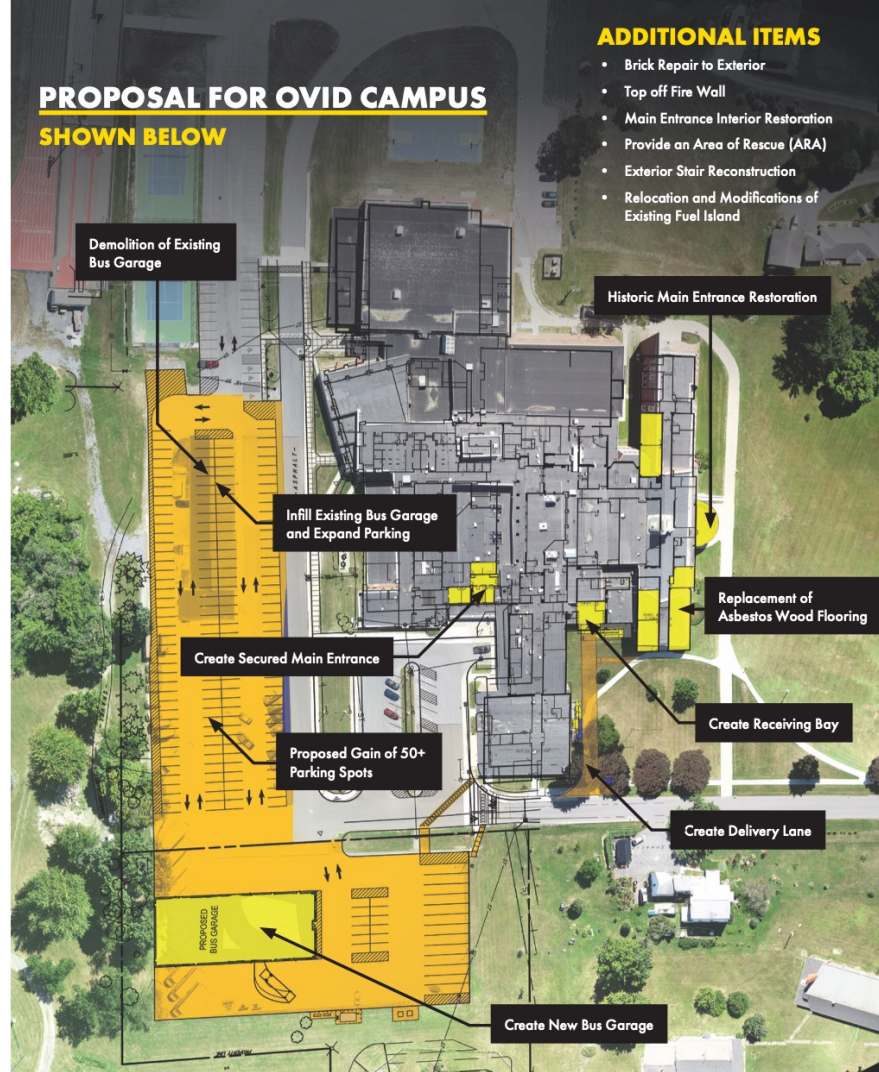 PROPOSAL FOR OVID CAMPUS
SHOWN BELOW
ADDITIONAL ITEMS
• Brick Repair to Exterior
• Top off Fire Wall
• Main Entrance Interior Restoration
• Provide an Area of Rescue (ARA)
• Exterior Stair Reconstruction
• Relocation and Modifications of
Existing Fuel Island
Demolition of Existing
Bus Garage
Historic Main Entrance Restoration
ASPHALT
Infill Existing Bus Garage
and Expand Parking
Replacement of
Asbestos Wood Flooring
Create Secured Main Entrance
Create Receiving Bay
Proposed Gain of 50+
Parking Spots
Create Delivery Lane
PROPOSED
BUS GARAGE
Create New Bus Garage
PROPERTY LINE